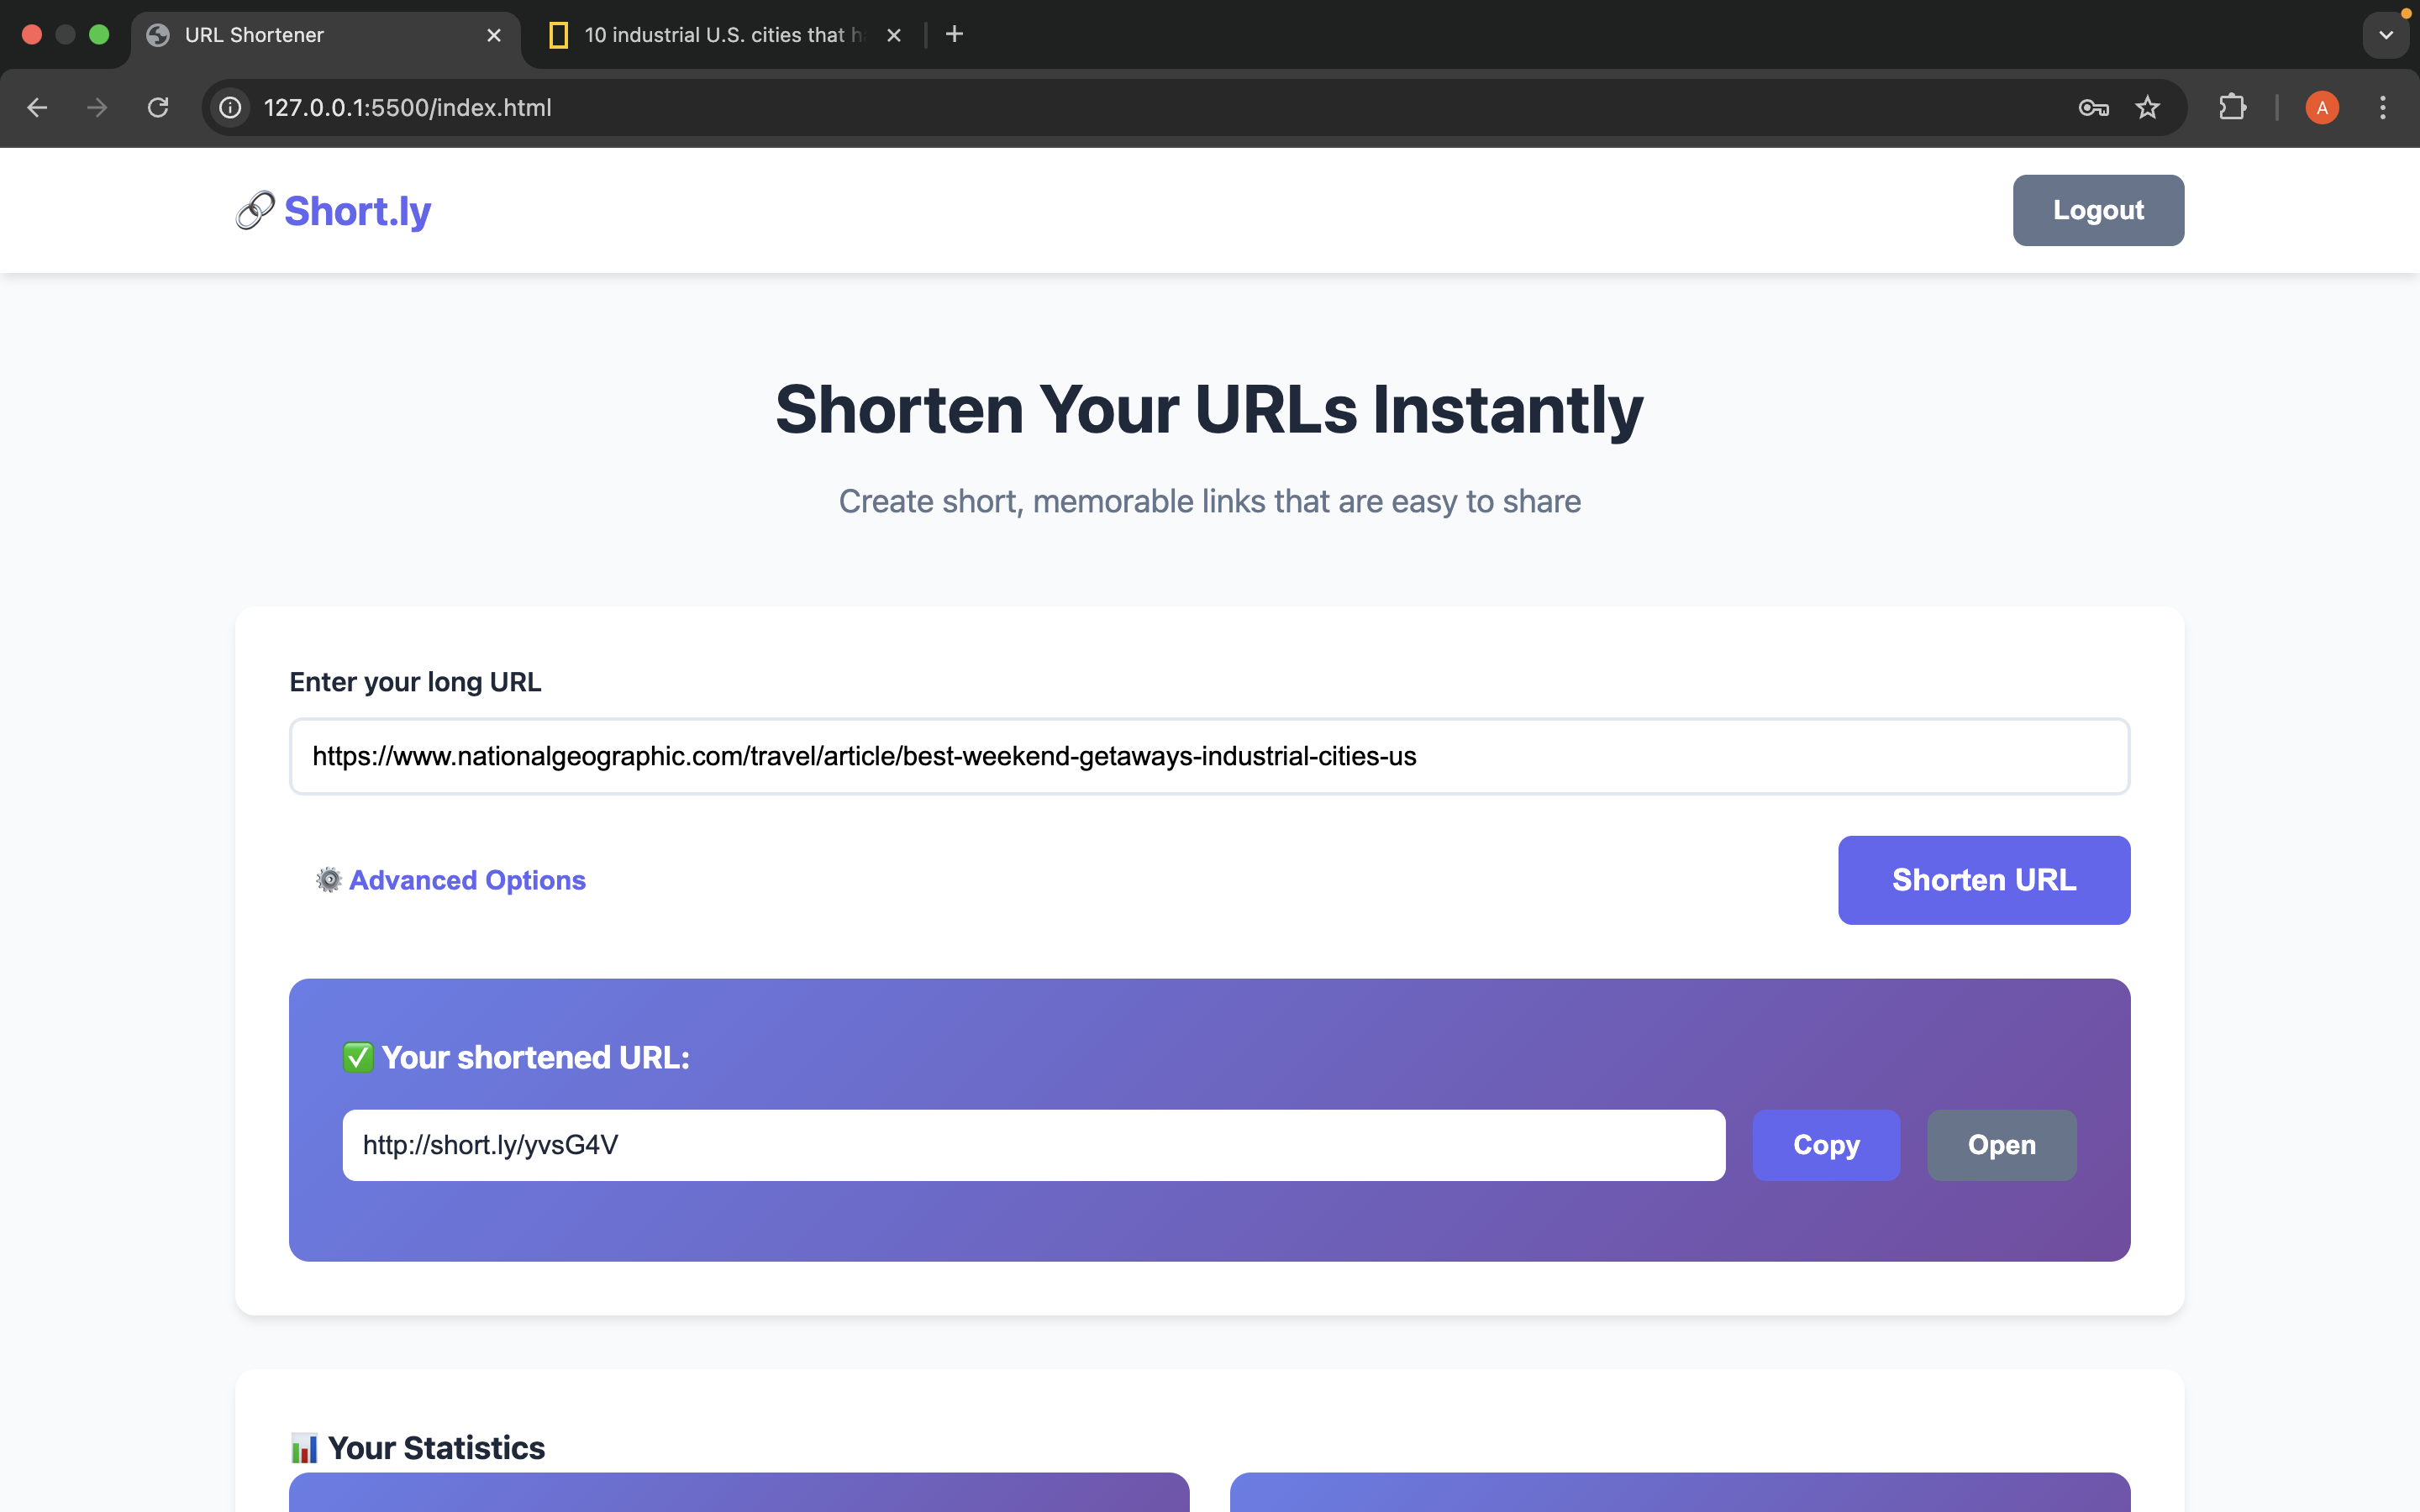 URL Shortener
10 industrial U.S. cities that
127.0.0.1:5500/index.html
A
Short.ly
Logout
Shorten Your URLs Instantly
Create short, memorable links that are easy to share
Enter your long URL
https://www.nationalgeographic.com/travel/article/best-weekend-getaways-industrial-cities-us
Advanced Options
Shorten URL
Your shortened URL:
http://short.ly/yvsG4V
Copy
Open
Your Statistics